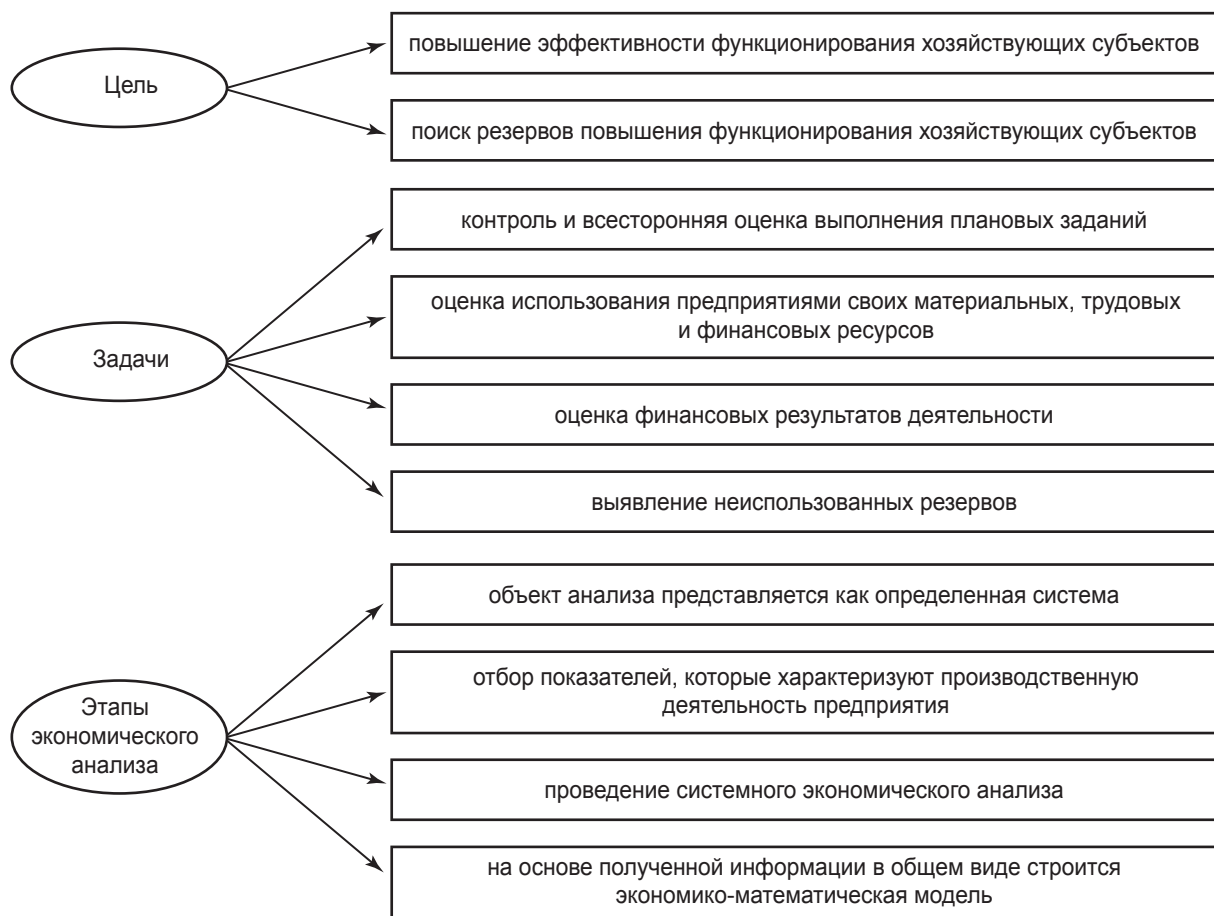 Цель
повышение эффективности функционирования хозяйствующих субъектов
поиск резервов повышения функционирования хозяйствующих субъектов
Задачи
контроль и всесторонняя оценка выполнения плановых заданий
оценка использования предприятиями своих материальных, трудовых
и финансовых ресурсов
оценка финансовых результатов деятельности
выявление неиспользованных резервов
Этапы
экономического
анализа
объект анализа представляется как определенная система
отбор показателей, которые характеризуют производственную
деятельность предприятия
проведение системного экономического анализа
на основе полученной информации в общем виде строится
экономико-математическая модель